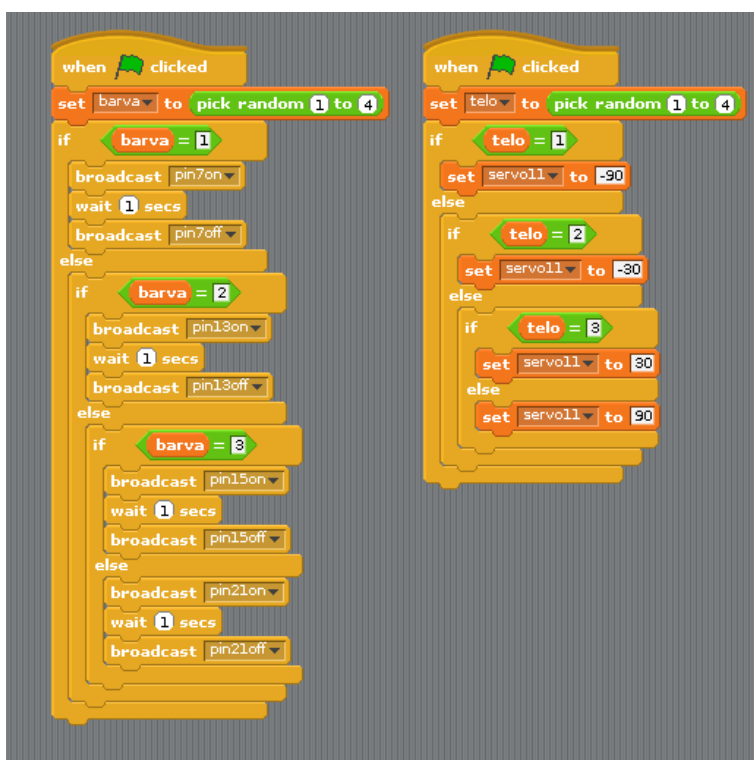 when clicked
set barva to pick random 1 to 4
if barva = 1
broadcast pin7on
wait 1 secs
broadcast pin7off
else
if barva = 2
broadcast pin13on
wait 1 secs
broadcast pin13off
else
if barva = 3
broadcast pin15on
wait 1 secs
broadcast pin15off
else
broadcast pin21on
wait 1 secs
broadcast pin21off
when clicked
set telo to pick random 1 to 4
if telo = 1
set servo11 to -90
else
if telo = 2
set servo11 to -30
else
if telo = 3
set servo11 to 30
else
set servo11 to 90